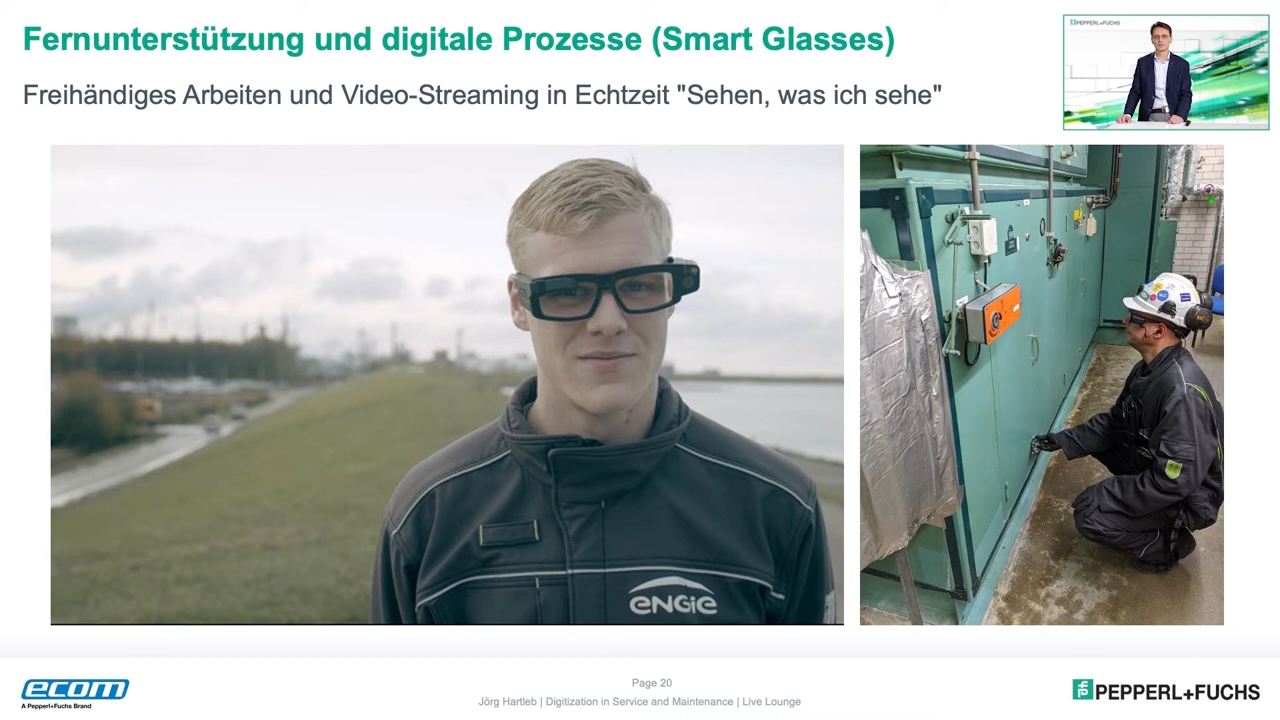 Fernunterstützung und digitale Prozesse (Smart Glasses)
Freihändiges Arbeiten und Video-Streaming in Echtzeit "Sehen, was ich sehe"
PEPPERL+FUCHS
ENGIE
ecom
A Pepperl+Fuchs Brand
Page 20
Jörg Hartleb | Digitization in Service and Maintenance | Live Lounge
PEPPERL+FUCHS